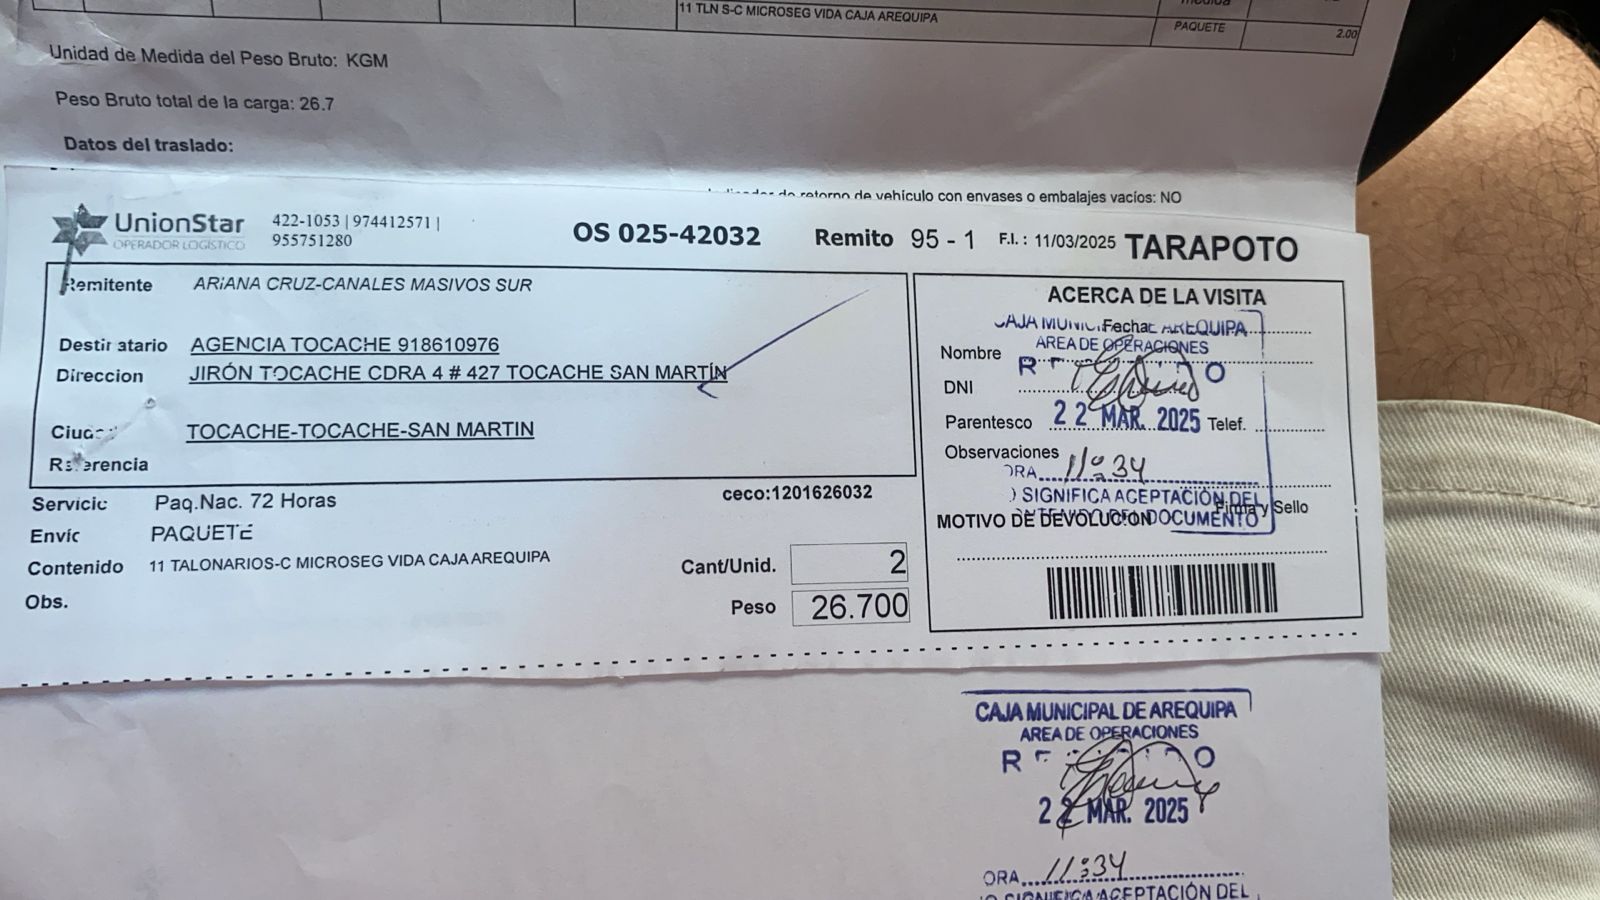 11 TLN S-C MICROSEG VIDA CAJA AREQUIPA
PAQUETE
2.00
Unidad de Medida del Peso Bruto: KGM
Peso Bruto total de la carga: 26.7
Datos del traslado:
de retorno de vehículo con envases o embalajes vacíos: NO
UnionStar
OPERADOR LOGÍSTICO
422-1053 | 974412571 |
955751280
OS 025-42032
Remito 95 - 1
F.I. : 11/03/2025
TARAPOTO
Remitente ARIANA CRUZ-CANALES MASIVOS SUR
Destinatario AGENCIA TOCACHE 918610976
Direccion JIRÓN TOCACHE CDRA 4 # 427 TOCACHE SAN MARTÍN
TOCACHE-TOCACHE-SAN MARTIN
Referencia
Servicio Paq.Nac. 72 Horas
ceco:1201626032
Envio PAQUETE
Contenido 11 TALONARIOS-C MICROSEG VIDA CAJA AREQUIPA
Obs.
Cant/Unid. 2
Peso 26.700
ACERCA DE LA VISITA
Fecha
CAJA AREQUIPA
AREA DE OPERACIONES
Nombre
DNI
Parentesco
22 MAR. 2025
Telef.
Observaciones
ORA 11:34
SIGNIFICA ACEPTACIÓN DEL
Firma y Sello
MOTIVO DE DEVOLUCION
DOCUMENTO
CAJA MUNICIPAL DE AREQUIPA
AREA DE OPERACIONES
22 MAR. 2025
ORA 11:34
SIGNIFICA ACEPTACIÓN DEL